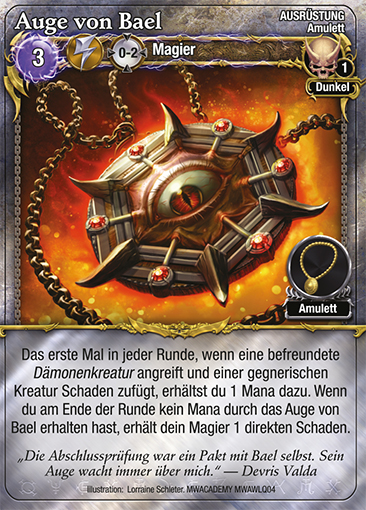 Auge von Bael
AUSRÜSTUNG
Amulett
3
0-2
Magier
1
Dunkel
Amulett
Das erste Mal in jeder Runde, wenn eine befreundete
Dämonenkreatur angreift und einer gegnerischen
Kreatur Schaden zufügt, erhältst du 1 Mana dazu. Wenn
du am Ende der Runde kein Mana durch das Auge von
Bael erhalten hast, erhält dein Magier 1 direkten Schaden.
„Die Abschlussprüfung war ein Pakt mit Bael selbst. Sein
Auge wacht immer über mich.“ — Devris Valda
Illustration: Lorraine Schleter. MWACADEMY MWAWLQ04